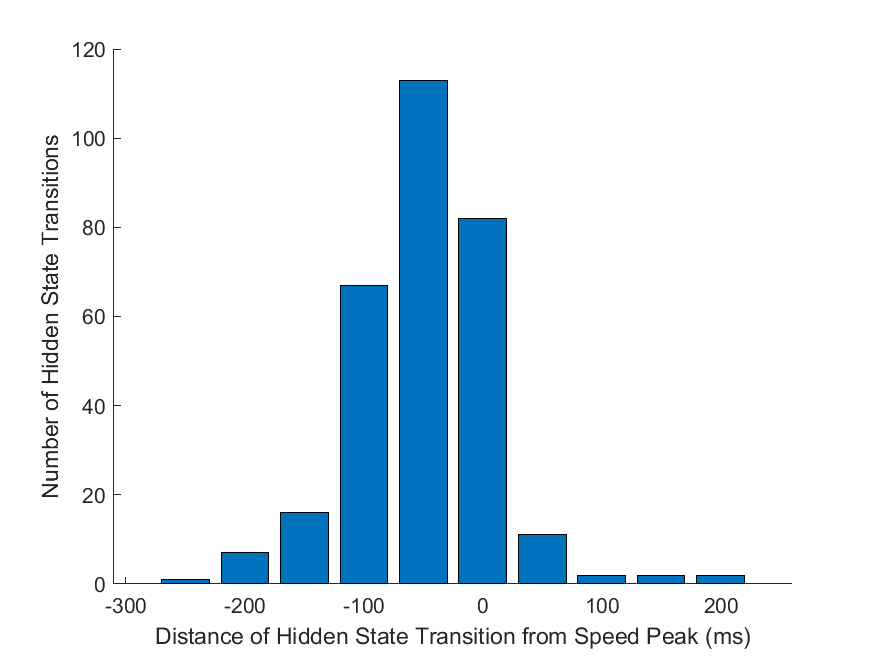 120
100
80
60
40
20
0
Number of Hidden State Transitions
-300 -200 -100 0 100 200
Distance of Hidden State Transition from Speed Peak (ms)